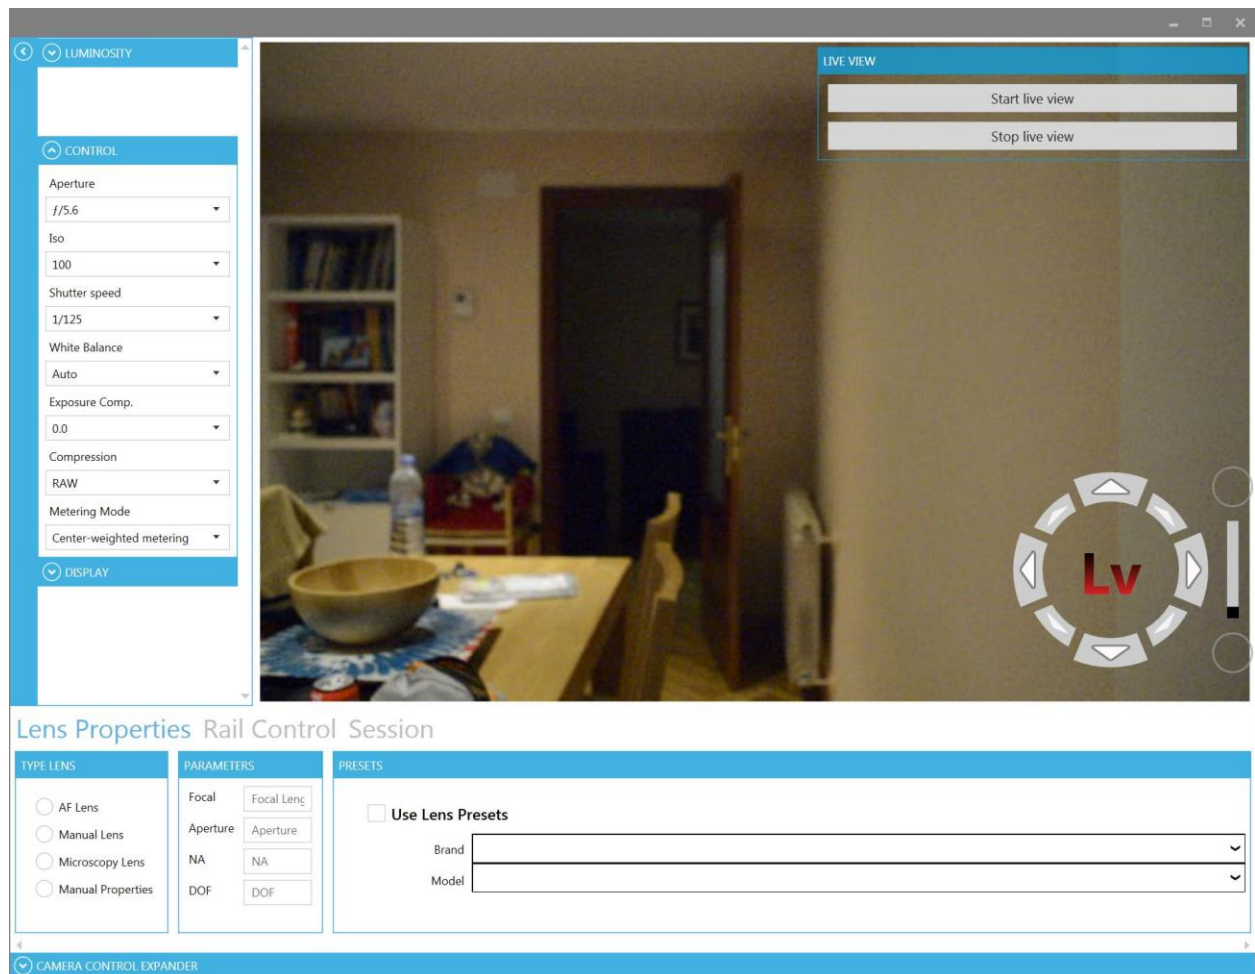 LUMINOSITY
CONTROL
Aperture
ƒ/5.6
Iso
100
Shutter speed
1/125
White Balance
Auto
Exposure Comp.
0.0
Compression
RAW
Metering Mode
Center-weighted metering
DISPLAY
LIVE VIEW
Start live view
Stop live view
Lv
Lens Properties Rail Control Session
TYPE LENS
AF Lens
Manual Lens
Microscopy Lens
Manual Properties
PARAMETERS
Focal Focal Leng
Aperture Aperture
NA NA
DOF DOF
PRESETS
Use Lens Presets
Brand
Model
CAMERA CONTROL EXPANDER